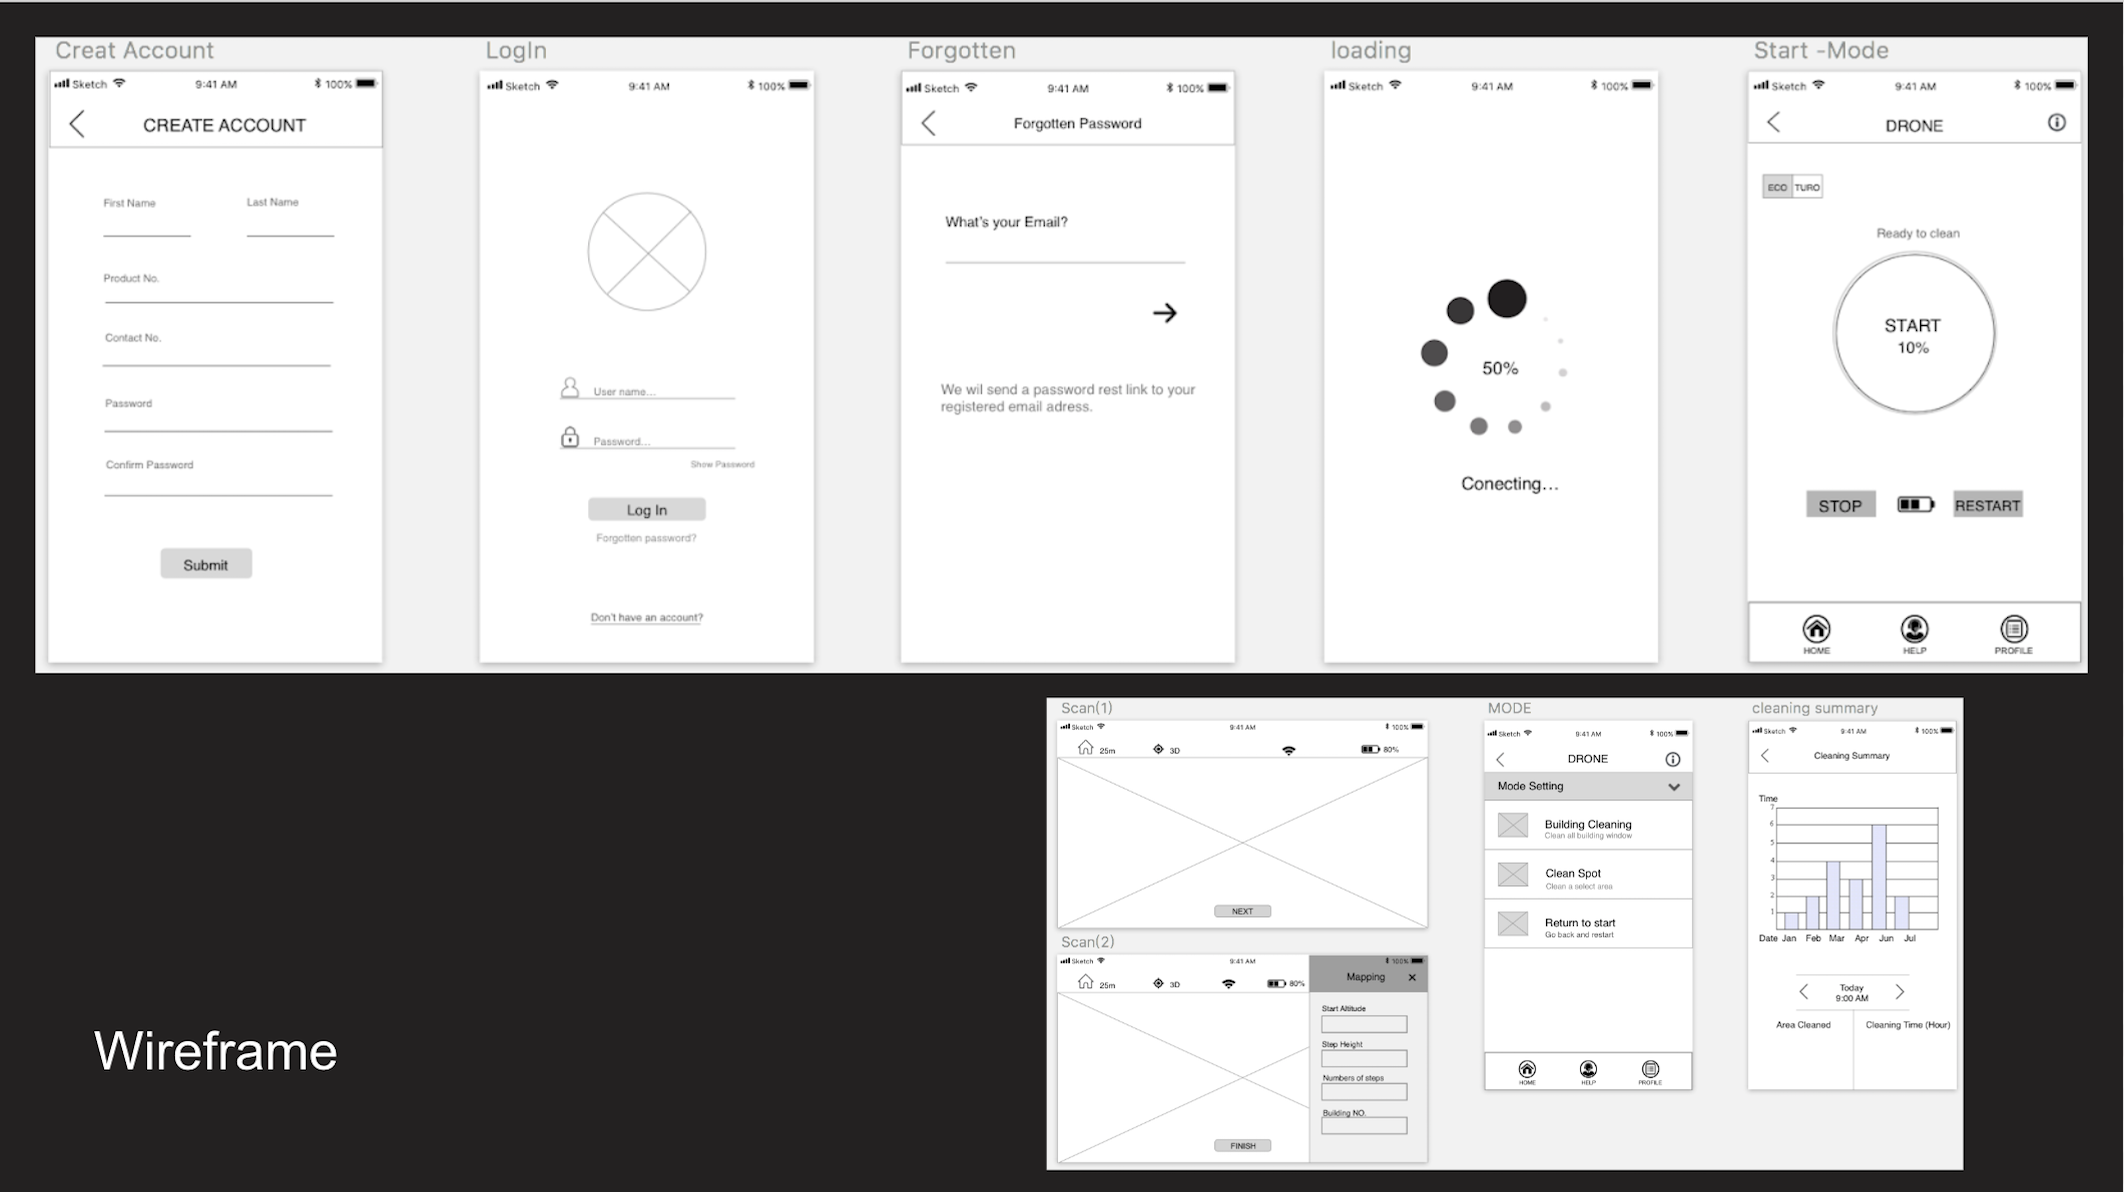 Creat Account
Sketch 9:41 AM 100%
CREATE ACCOUNT
First Name Last Name
Product No.
Contact No.
Password
Confirm Password
Submit
LogIn
Sketch 9:41 AM 100%
User name...
Password...
Show Password
Log In
Forgotten password?
Don't have an account?
Forgotten
Sketch 9:41 AM 100%
Forgotten Password
What's your Email?
We wil send a password rest link to your
registered email adress.
loading
Sketch 9:41 AM 100%
50%
Conecting...
Start -Mode
Sketch 9:41 AM 100%
DRONE
ECO TURO
Ready to clean
START
10%
STOP RESTART
HOME HELP PROFILE
Scan(1)
Sketch 9:41 AM 100%
25m 3D 80%
NEXT
Scan(2)
Sketch 9:41 AM 100%
25m 3D 80%
Mapping
Start Altitude
Step Height
Numbers of steps
Building NO.
FINISH
MODE
Sketch 9:41 AM 100%
DRONE
Mode Setting
Building Cleaning
Clean all building window
Clean Spot
Clean a select area
Return to start
Go back and restart
HOME HELP PROFILE
cleaning summary
Sketch 9:41 AM 100%
Cleaning Summary
Time
7
6
5
4
3
2
1
Date Jan Feb Mar Apr Jun Jul
Today
9:00 AM
Area Cleaned Cleaning Time (Hour)
Wireframe